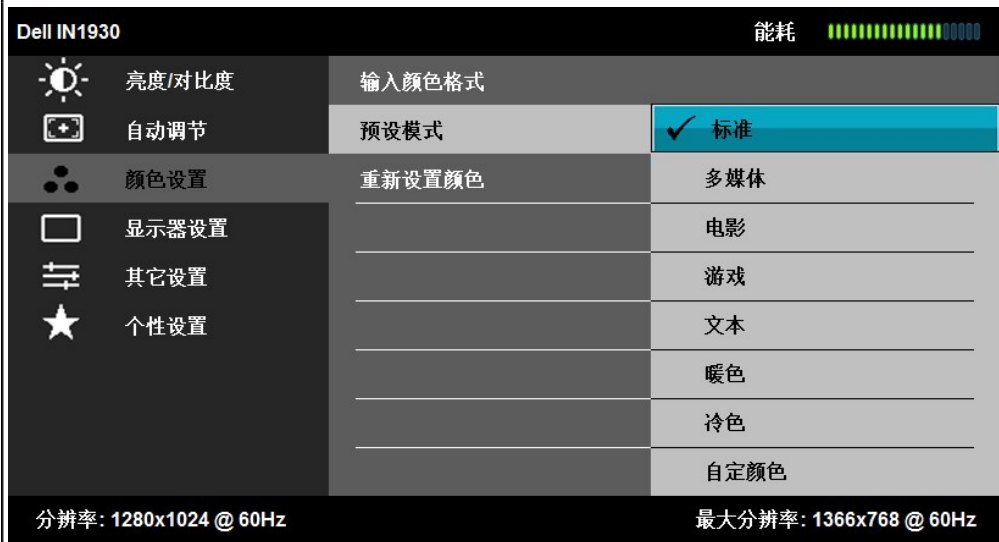 Dell IN1930 能耗
亮度/对比度 输入颜色格式
自动调节 预设模式 标准
颜色设置 重新设置颜色 多媒体
显示器设置 电影
其它设置 游戏
个性设置 文本
暖色
冷色
自定颜色
分辨率: 1280x1024 @ 60Hz 最大分辨率: 1366x768 @ 60Hz